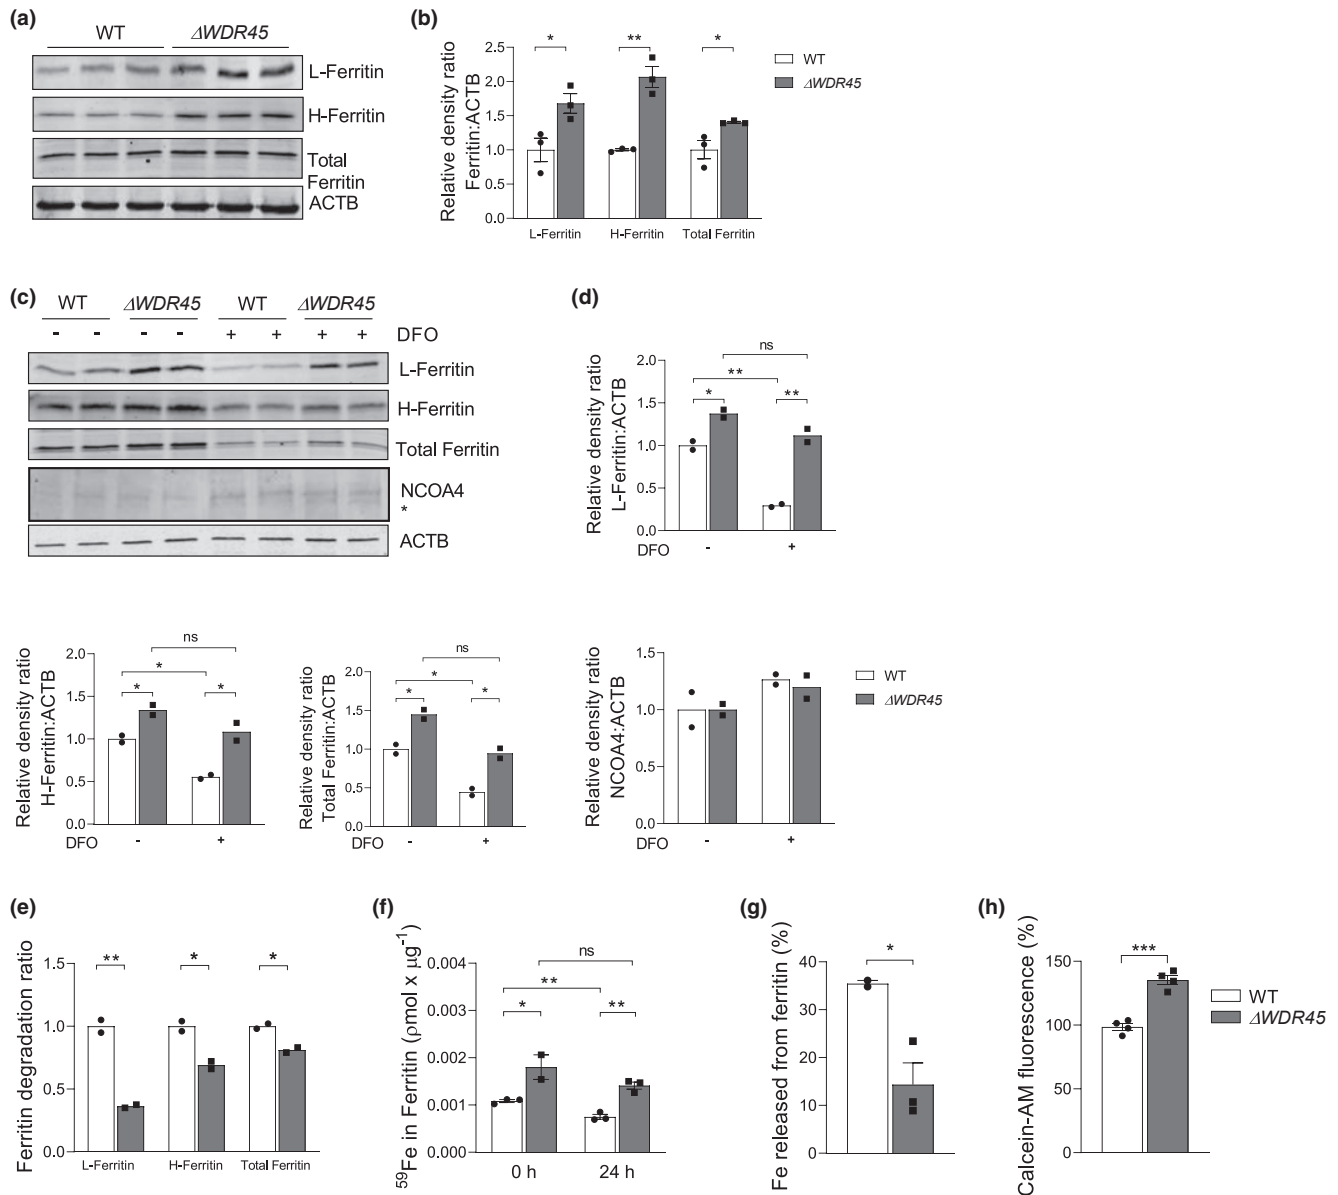 (a)
WT ΔWDR45
L-Ferritin
H-Ferritin
Total
Ferritin
ACTB
(b)
Relative density ratio
Ferritin:ACTB
2.5
2.0
1.5
1.0
0.5
0.0
* ** *
L-Ferritin H-Ferritin Total Ferritin
WT
ΔWDR45
(c)
WT ΔWDR45 WT ΔWDR45
- - - - + + + + DFO
L-Ferritin
H-Ferritin
Total Ferritin
NCOA4
*
ACTB
(d)
Relative density ratio
L-Ferritin:ACTB
2.0
1.5
1.0
0.5
0.0
ns
**
* **
DFO - +
Relative density ratio
H-Ferritin:ACTB
2.0
1.5
1.0
0.5
0.0
ns
*
* *
DFO - +
Relative density ratio
Total Ferritin:ACTB
2.0
1.5
1.0
0.5
0.0
ns
*
* *
DFO - +
Relative density ratio
NCOA4:ACTB
1.5
1.0
0.5
0.0
DFO - +
WT
ΔWDR45
(e)
Ferritin degradation ratio
1.5
1.0
0.5
0.0
** * *
L-Ferritin H-Ferritin Total Ferritin
(f)
⁵⁹Fe in Ferritin (ρmol x µg⁻¹)
0.004
0.003
0.002
0.001
0.000
ns
**
* **
0 h 24 h
(g)
Fe released from ferritin (%)
40
30
20
10
0
*
(h)
Calcein-AM fluorescence (%)
150
100
50
0
***
WT
ΔWDR45